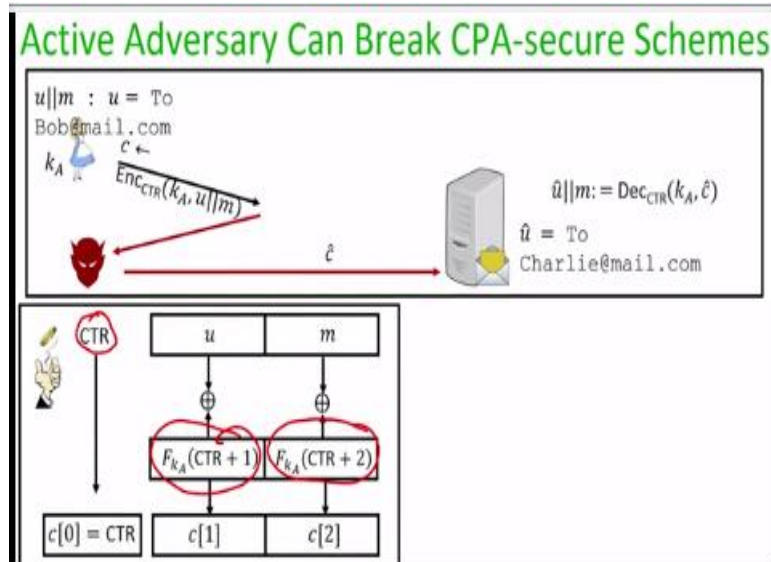 Active Adversary Can Break CPA-secure Schemes
u||m : u = To
Bob@mail.com
k_A
c ←
Enc_CTR(k_A, u||m)
ĉ
û||m := Dec_CTR(k_A, ĉ)
û = To
Charlie@mail.com
CTR
u
m
⊕
⊕
F_{k_A}(CTR + 1)
F_{k_A}(CTR + 2)
c[0] = CTR
c[1]
c[2]